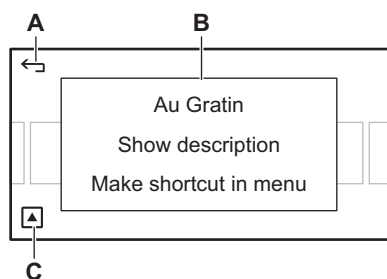 A
B
Au Gratin
Show description
Make shortcut in menu
C